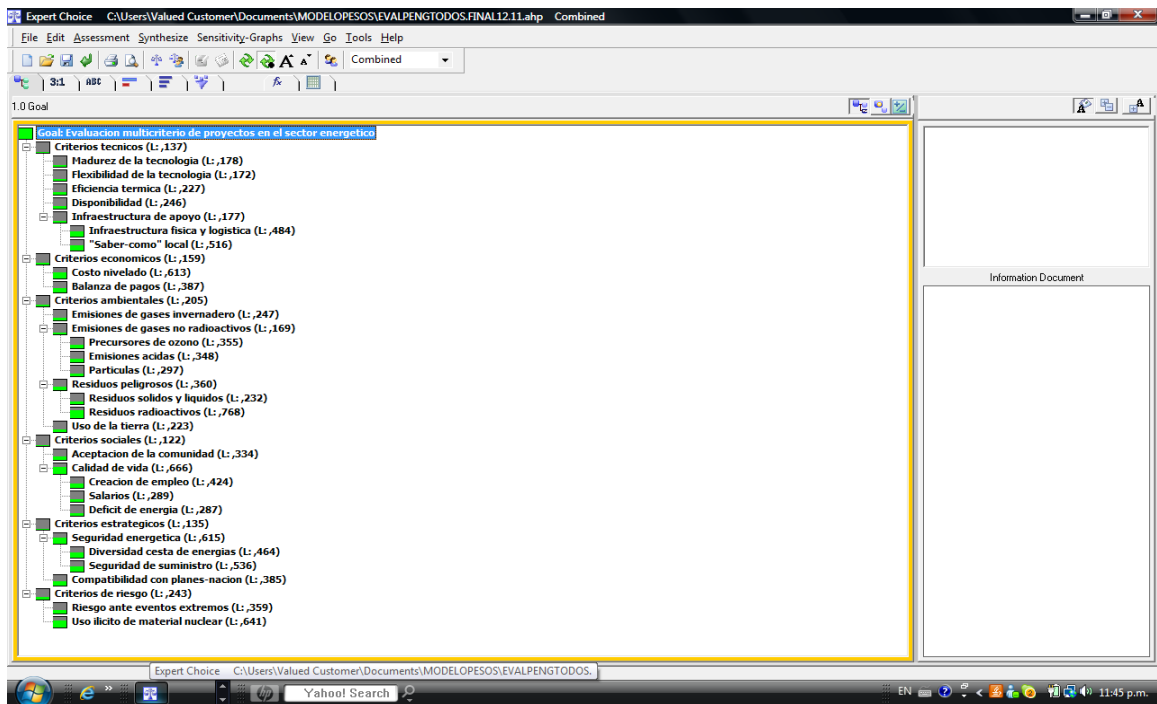 Expert Choice C:\Users\Valued Customer\Documents\MODELOPESOS\EVALPENGTODOS.FINAL12.11.ahp Combined
File Edit Assessment Synthesize Sensitivity-Graphs View Go Tools Help
Combined
3:1 ABC fx
1.0 Goal
Goal: Evaluacion multicriterio de proyectos en el sector energetico
Criterios tecnicos (L: ,137)
Madurez de la tecnologia (L: ,178)
Flexibilidad de la tecnologia (L: ,172)
Eficiencia termica (L: ,227)
Disponibilidad (L: ,246)
Infraestructura de apoyo (L: ,177)
Infraestructura fisica y logistica (L: ,484)
"Saber-como" local (L: ,516)
Criterios economicos (L: ,159)
Costo nivelado (L: ,613)
Balanza de pagos (L: ,387)
Criterios ambientales (L: ,205)
Emisiones de gases invernadero (L: ,247)
Emisiones de gases no radioactivos (L: ,169)
Precursores de ozono (L: ,355)
Emisiones acidas (L: ,348)
Particulas (L: ,297)
Residuos peligrosos (L: ,360)
Residuos solidos y liquidos (L: ,232)
Residuos radioactivos (L: ,768)
Uso de la tierra (L: ,223)
Criterios sociales (L: ,122)
Aceptacion de la comunidad (L: ,334)
Calidad de vida (L: ,666)
Creacion de empleo (L: ,424)
Salarios (L: ,289)
Deficit de energia (L: ,287)
Criterios estrategicos (L: ,135)
Seguridad energetica (L: ,615)
Diversidad cesta de energias (L: ,464)
Seguridad de suministro (L: ,536)
Compatibilidad con planes-nacion (L: ,385)
Criterios de riesgo (L: ,243)
Riesgo ante eventos extremos (L: ,359)
Uso ilicito de material nuclear (L: ,641)
Information Document
Expert Choice C:\Users\Valued Customer\Documents\MODELOPESOS\EVALPENGTODOS.
Yahoo! Search
EN
11:45 p.m.